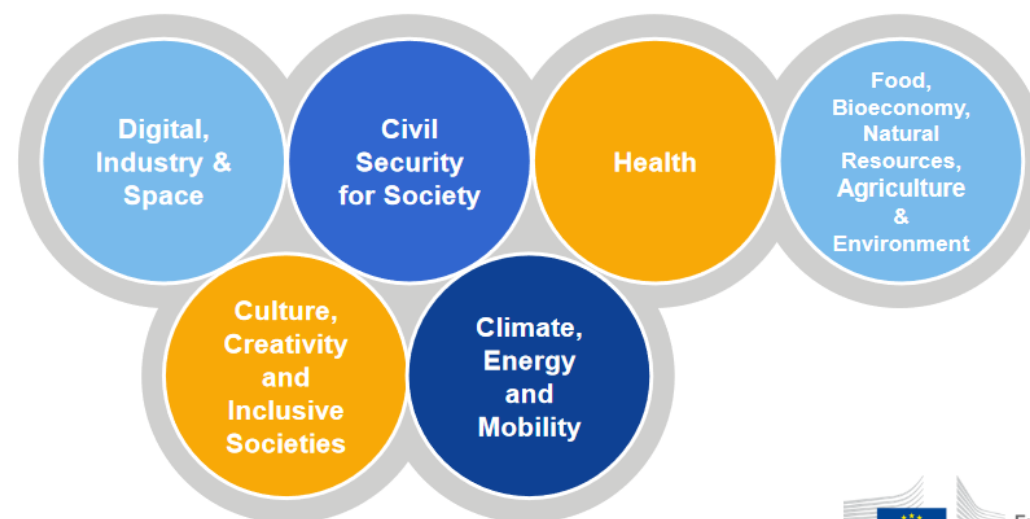 Digital,
Industry &
Space
Civil
Security
for Society
Health
Food,
Bioeconomy,
Natural
Resources,
Agriculture
&
Environment
Culture,
Creativity
and
Inclusive
Societies
Climate,
Energy
and
Mobility